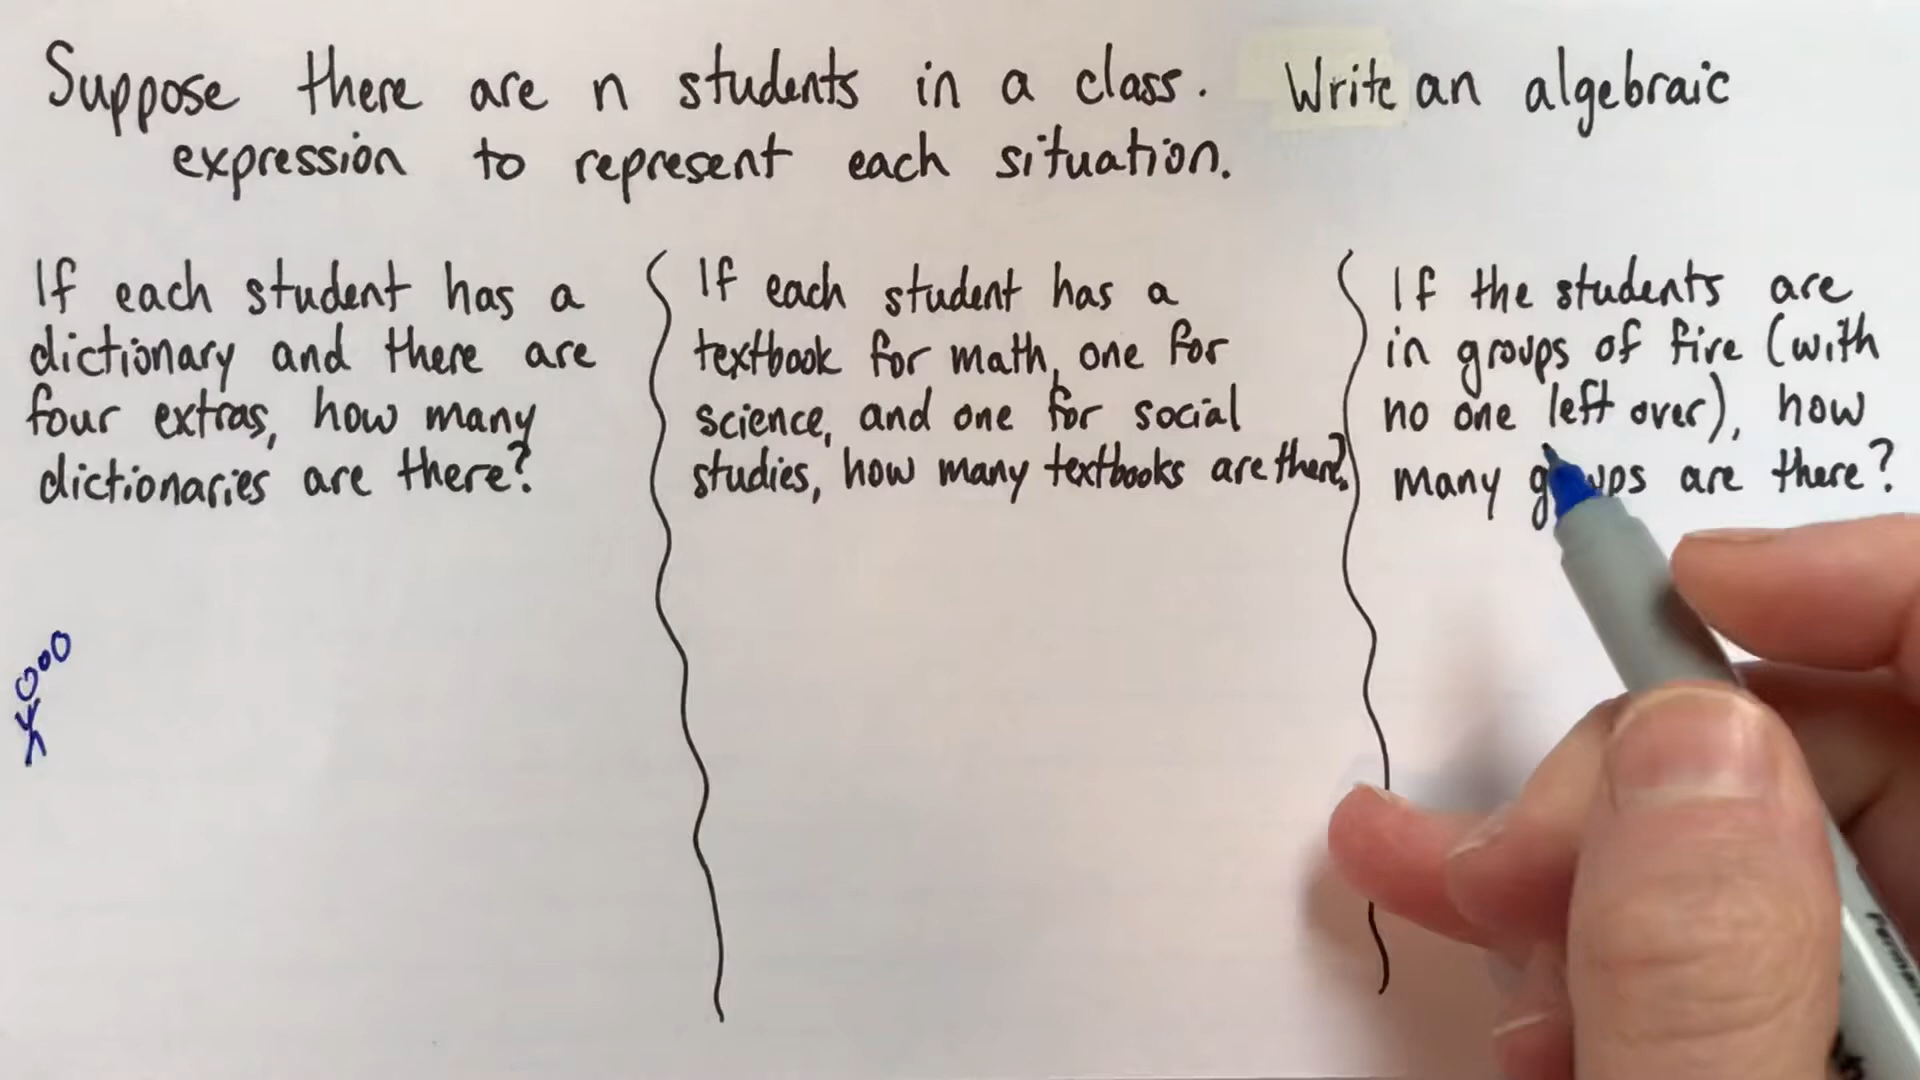 Suppose there are n students in a class. Write an algebraic
expression to represent each situation.
If each student has a
dictionary and there are
four extras, how many
dictionaries are there?
If each student has a
textbook for math, one for
science, and one for social
studies, how many textbooks are there?
If the students are
in groups of five (with
no one left over), how
many groups are there?